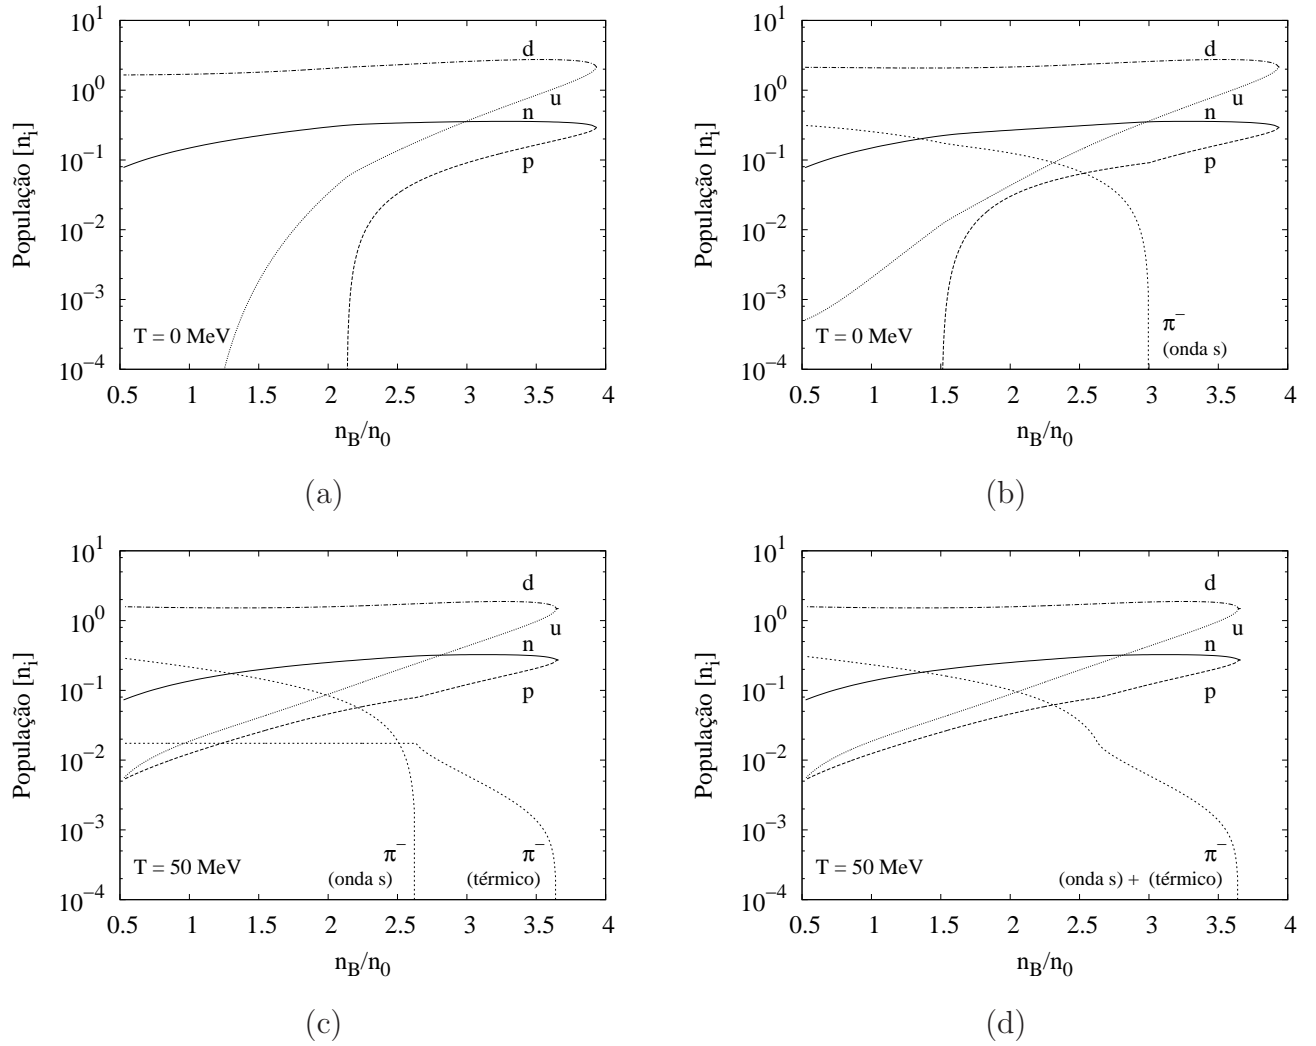 10^1
10^0
10^-1
10^-2
10^-3
10^-4
População [n_i]
d
u
n
p
T = 0 MeV
0.5 1 1.5 2 2.5 3 3.5 4
n_B/n_0
(a)
10^1
10^0
10^-1
10^-2
10^-3
10^-4
População [n_i]
d
u
n
p
π^−
(onda s)
T = 0 MeV
0.5 1 1.5 2 2.5 3 3.5 4
n_B/n_0
(b)
10^1
10^0
10^-1
10^-2
10^-3
10^-4
População [n_i]
d
u
n
p
π^− π^−
(onda s) (térmico)
T = 50 MeV
0.5 1 1.5 2 2.5 3 3.5 4
n_B/n_0
(c)
10^1
10^0
10^-1
10^-2
10^-3
10^-4
População [n_i]
d
u
n
p
π^−
(onda s) + (térmico)
T = 50 MeV
0.5 1 1.5 2 2.5 3 3.5 4
n_B/n_0
(d)